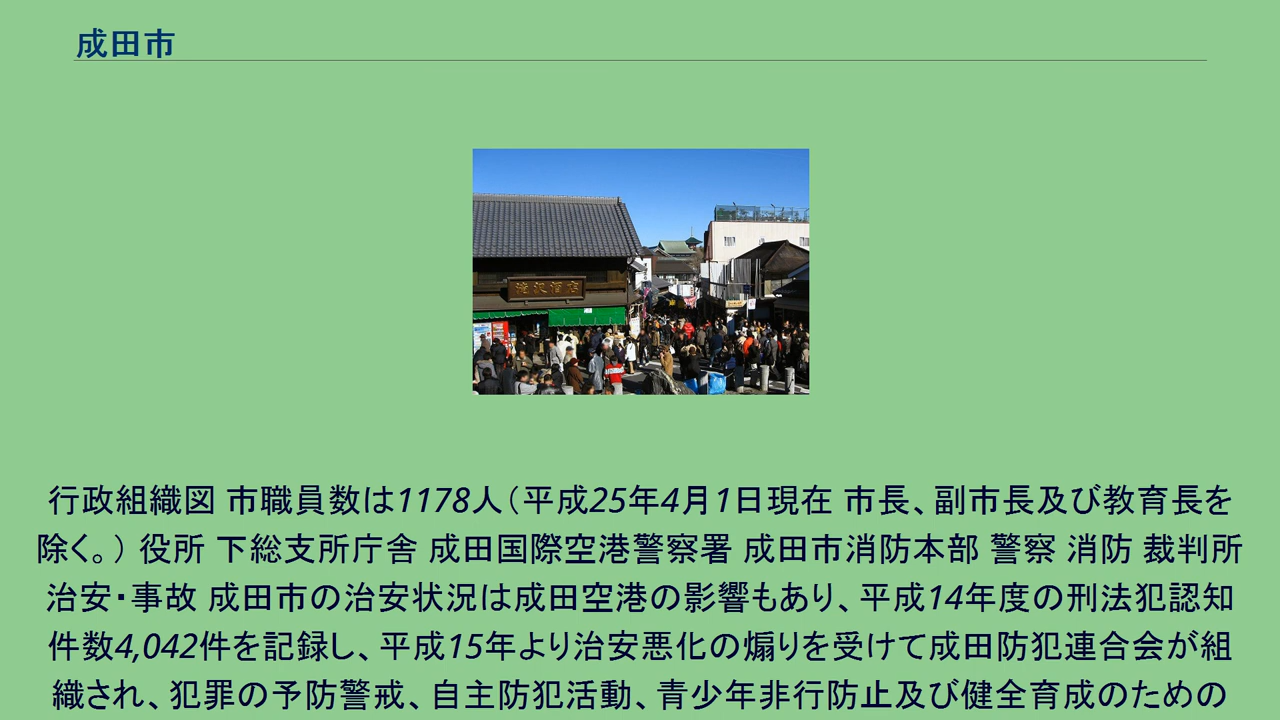 成田市
滝沢酒店
行政組織図 市職員数は1178人（平成25年4月1日現在 市長、副市長及び教育長を
除く。） 役所 下総支所庁舎 成田国際空港警察署 成田市消防本部 警察 消防 裁判所
治安・事故 成田市の治安状況は成田空港の影響もあり、平成14年度の刑法犯認知
件数4,042件を記録し、平成15年より治安悪化の煽りを受けて成田防犯連合会が組
織され、犯罪の予防警戒、自主防犯活動、青少年非行防止及び健全育成のための